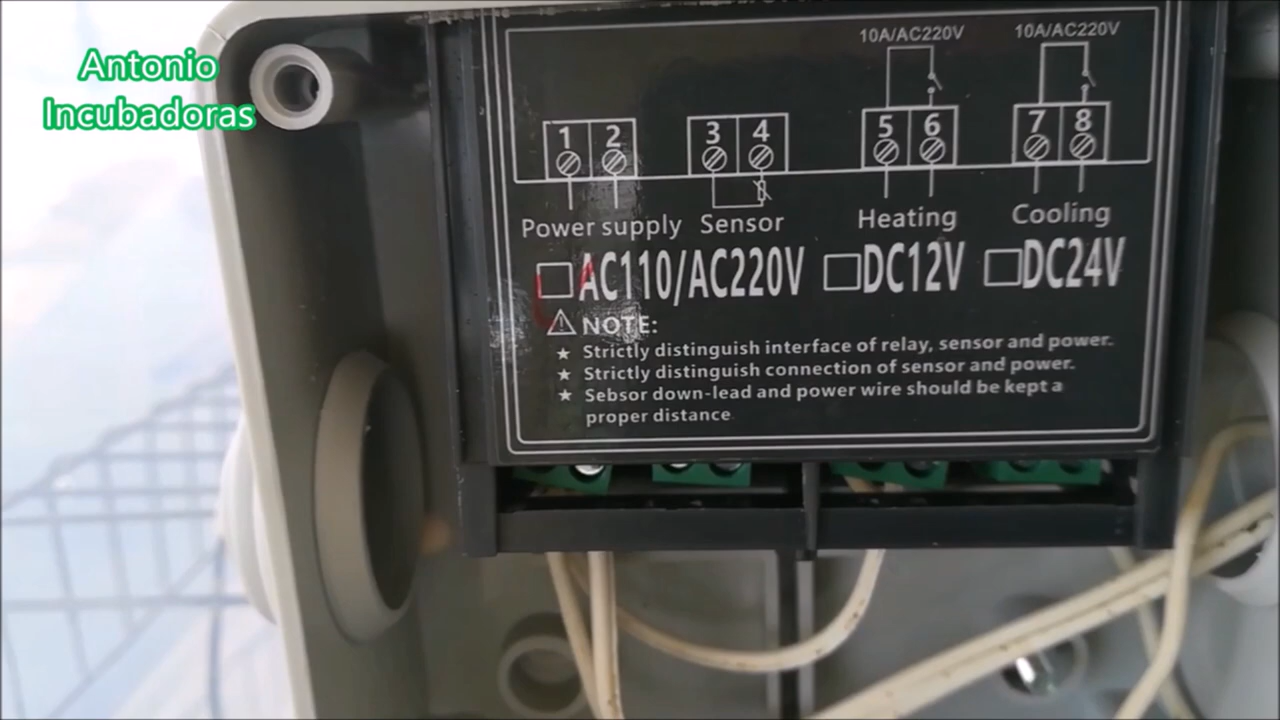 Antonio
Incubadoras
10A/AC220V 10A/AC220V
1 2 3 4 5 6 7 8
Power supply Sensor Heating Cooling
AC110/AC220V DC12V DC24V
NOTE:
★ Strictly distinguish interface of relay, sensor and power.
★ Strictly distinguish connection of sensor and power.
★ Sebsor down-lead and power wire should be kept a
proper distance.